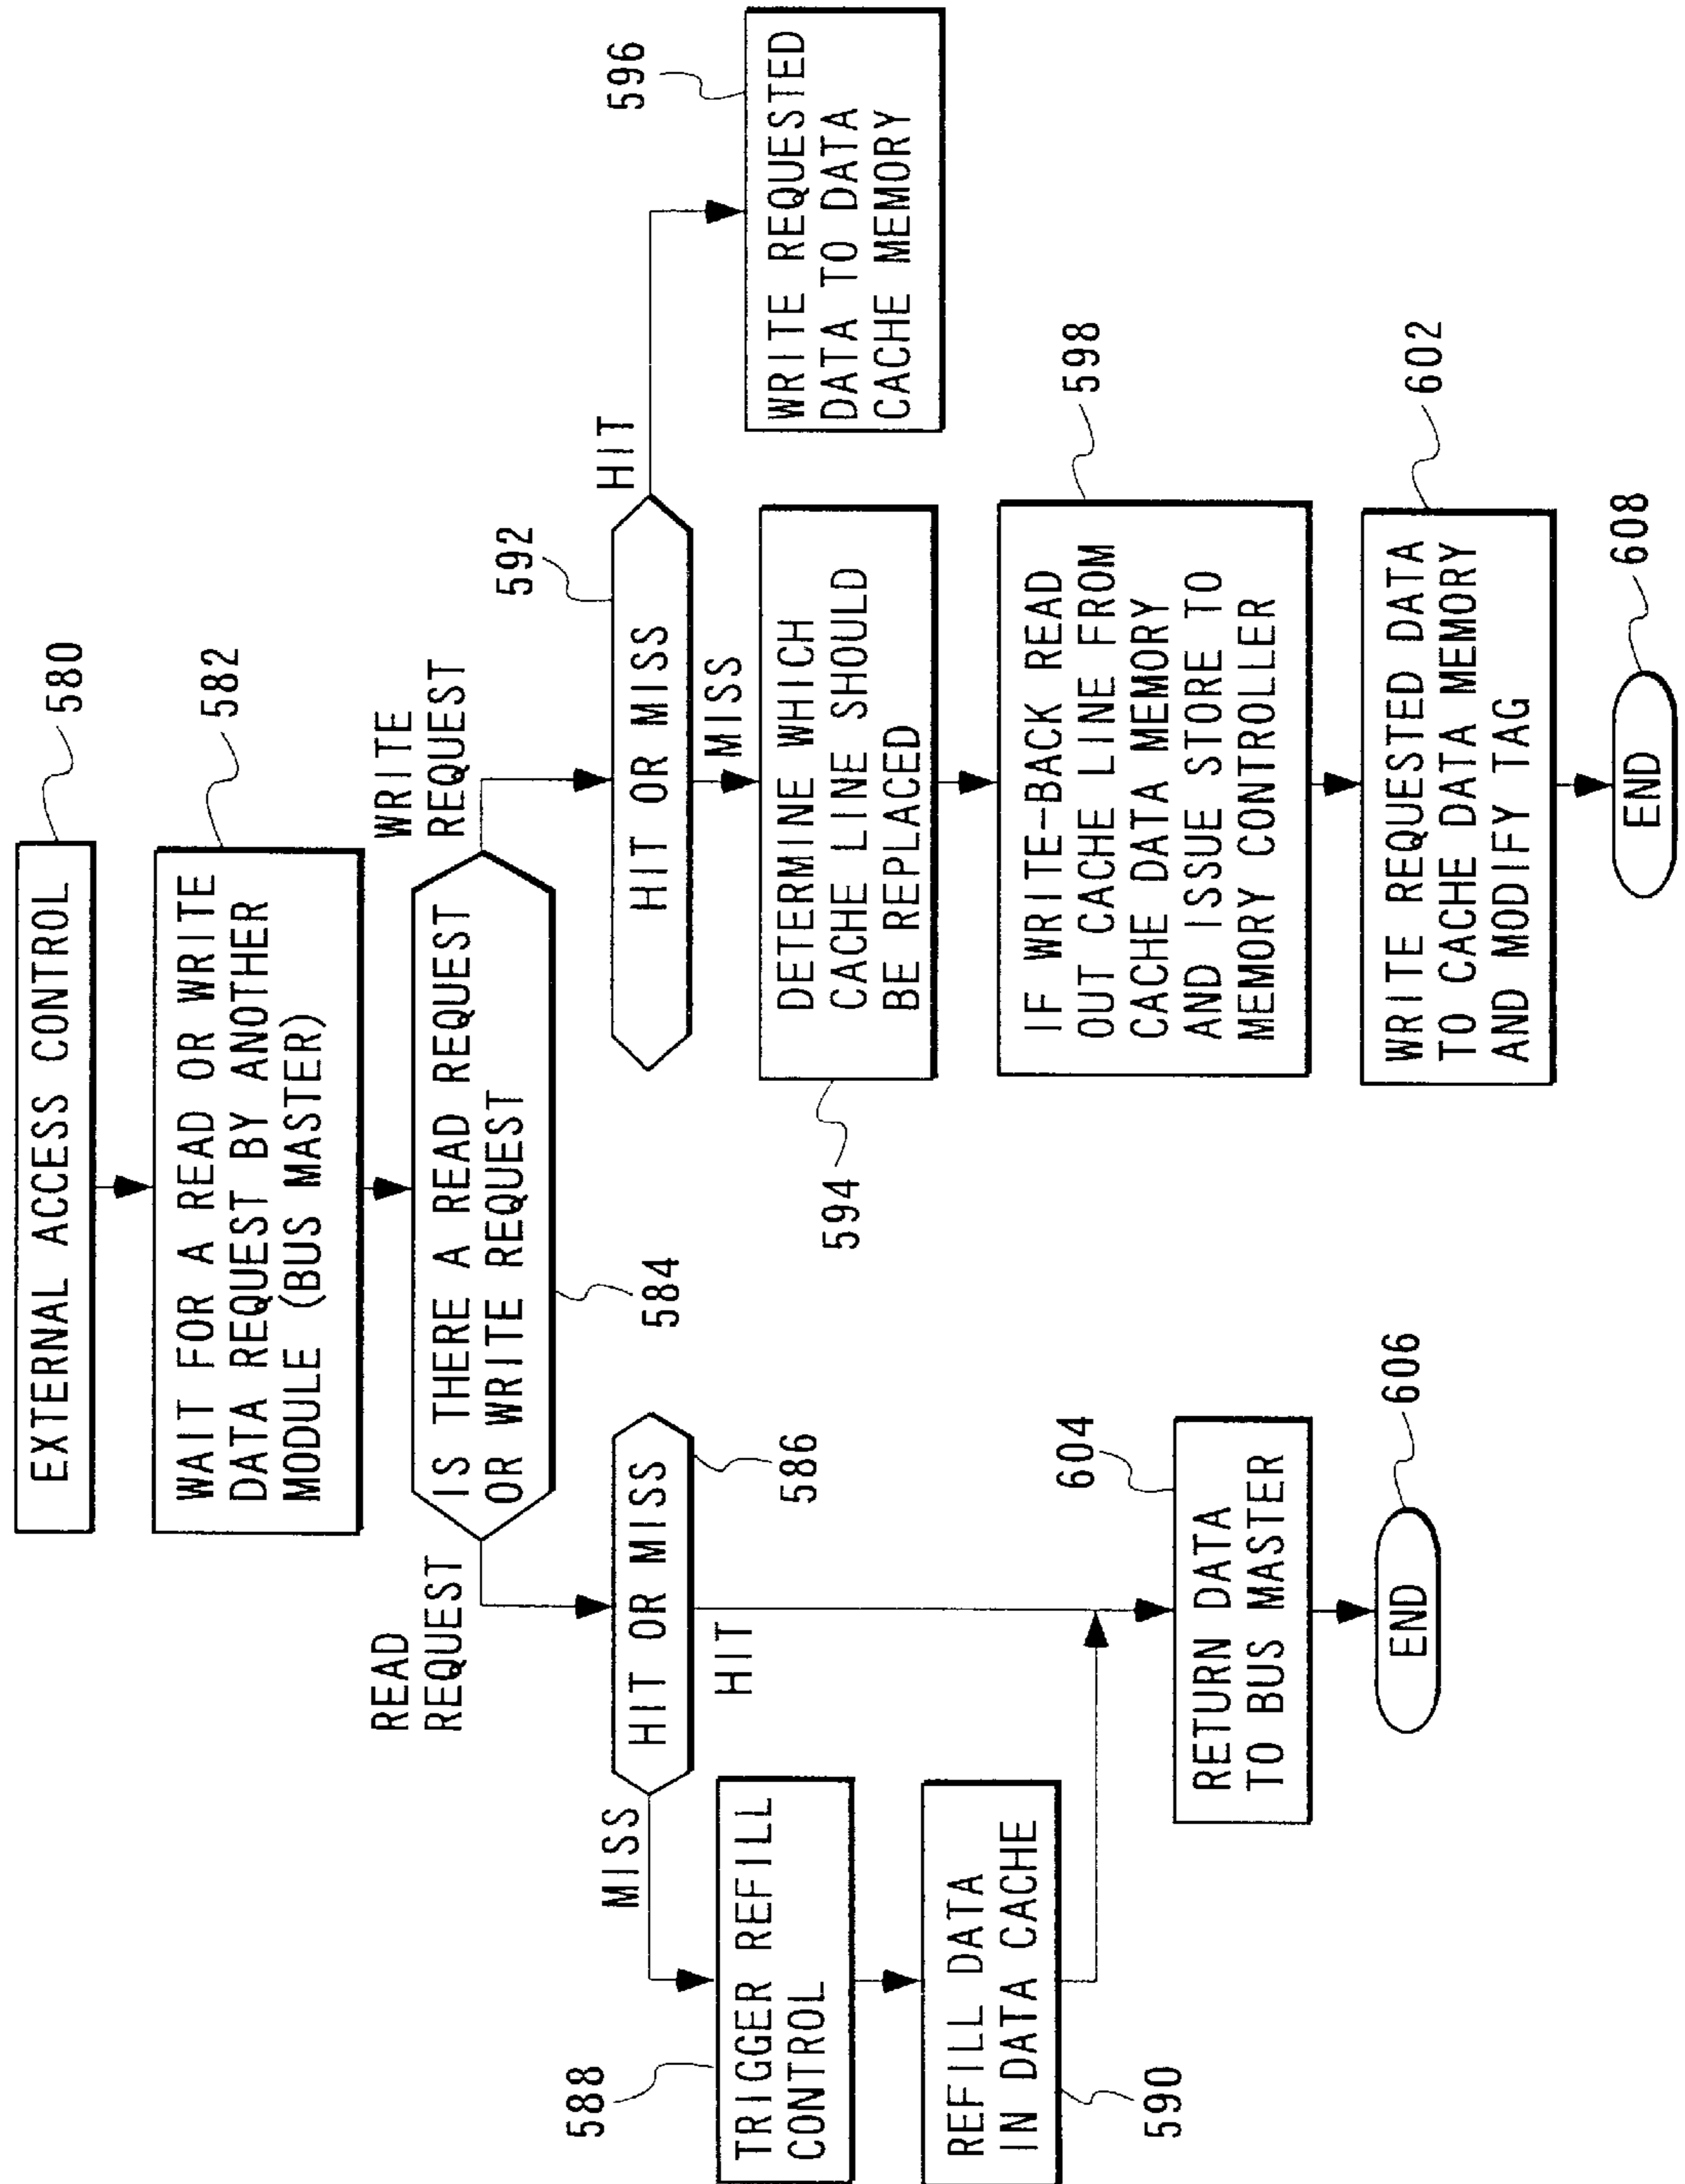 EXTERNAL ACCESS CONTROL
580
WAIT FOR A READ OR WRITE
DATA REQUEST BY ANOTHER
MODULE (BUS MASTER)
582
IS THERE A READ REQUEST
OR WRITE REQUEST
584
READ
REQUEST
WRITE
REQUEST
HIT OR MISS
586
MISS
HIT
TRIGGER REFILL
CONTROL
588
REFILL DATA
IN DATA CACHE
590
RETURN DATA
TO BUS MASTER
604
END
606
HIT OR MISS
592
HIT
MISS
WRITE REQUESTED
DATA TO DATA
CACHE MEMORY
596
DETERMINE WHICH
CACHE LINE SHOULD
BE REPLACED
594
IF WRITE-BACK READ
OUT CACHE LINE FROM
CACHE DATA MEMORY
AND ISSUE STORE TO
MEMORY CONTROLLER
598
WRITE REQUESTED DATA
TO CACHE DATA MEMORY
AND MODIFY TAG
602
END
608